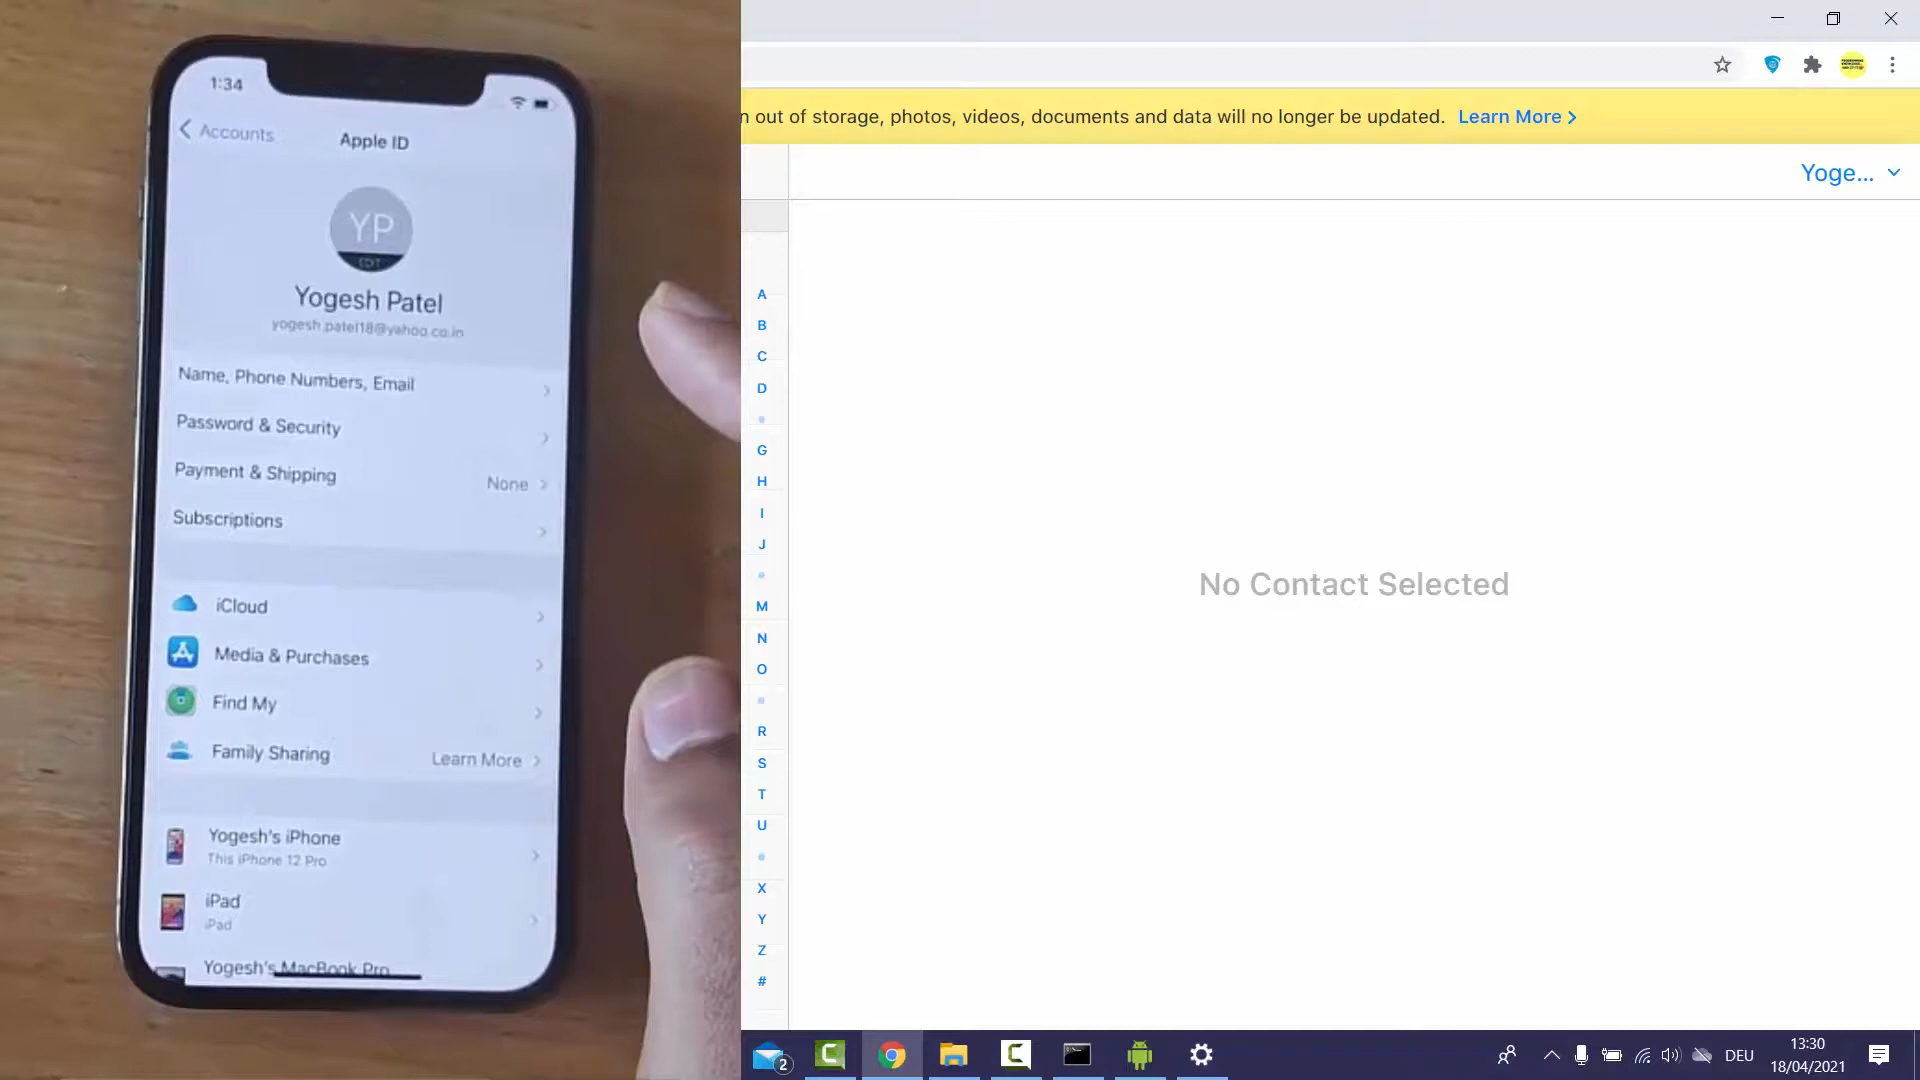 1:34
Accounts
Apple ID
YP
EDIT
Yogesh Patel
yogesh.patel18@yahoo.co.in
Name, Phone Numbers, Email
Password & Security
Payment & Shipping None
Subscriptions
iCloud
Media & Purchases
Find My
Family Sharing Learn More
Yogesh's iPhone
This iPhone 12 Pro
iPad
iPad
Yogesh's MacBook Pro
n out of storage, photos, videos, documents and data will no longer be updated. Learn More
Yoge...
A
B
C
D
G
H
I
J
M
N
O
R
S
T
U
X
Y
Z
#
No Contact Selected
2
DEU
13:30
18/04/2021